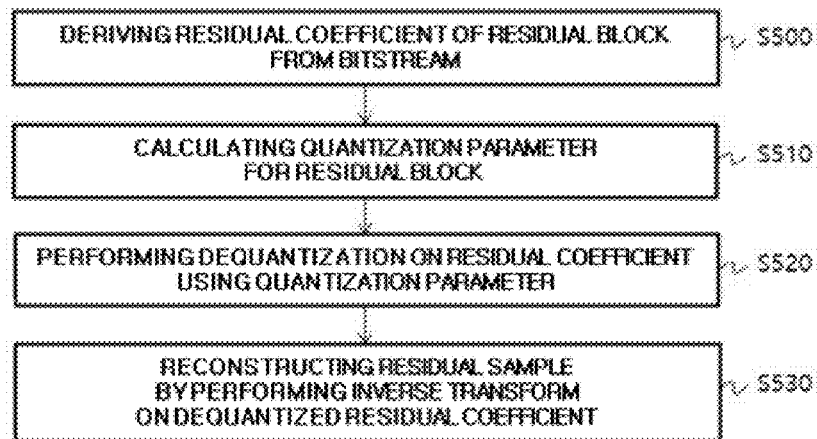 DERIVING RESIDUAL COEFFICIENT OF RESIDUAL BLOCK
FROM BITSTREAM
S500
CALCULATING QUANTIZATION PARAMETER
FOR RESIDUAL BLOCK
S510
PERFORMING DEQUANTIZATION ON RESIDUAL COEFFICIENT
USING QUANTIZATION PARAMETER
S520
RECONSTRUCTING RESIDUAL SAMPLE
BY PERFORMING INVERSE TRANSFORM
ON DEQUANTIZED RESIDUAL COEFFICIENT
S530